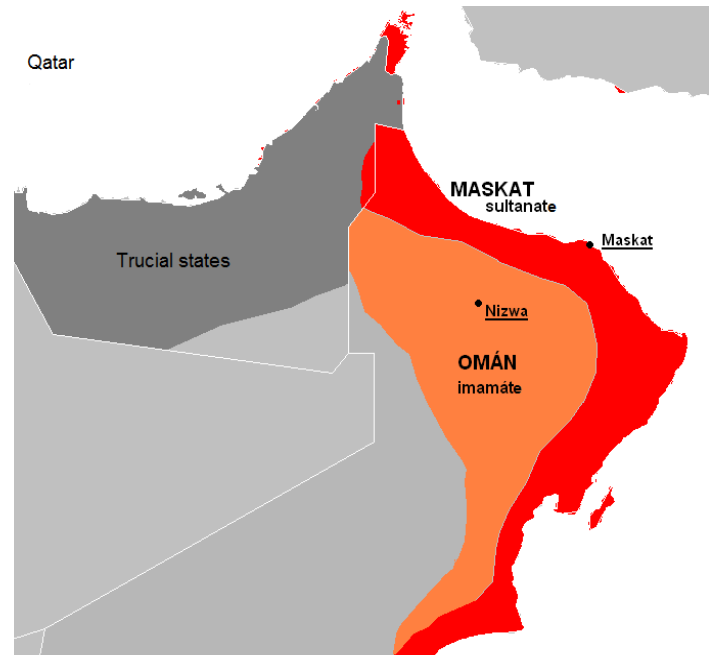 Qatar
MASKAT
sultanate
Maskat
Trucial states
Nizwa
OMÁN
imamáte